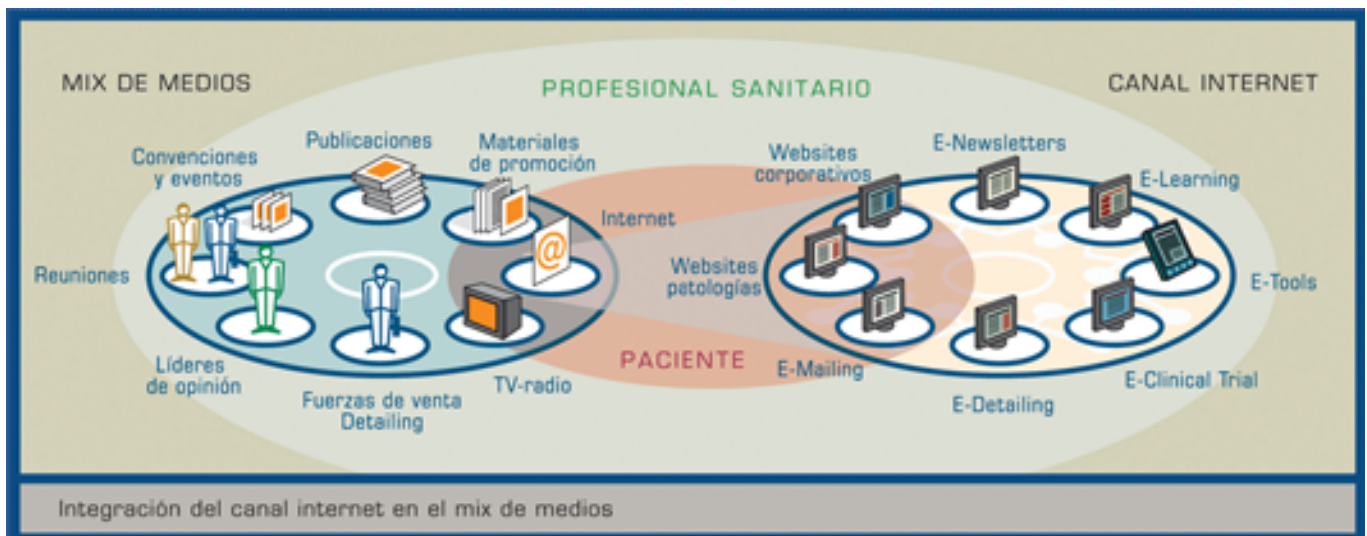 MIX DE MEDIOS
PROFESIONAL SANITARIO
CANAL INTERNET
Convenciones
y eventos
Publicaciones
Materiales
de promoción
Internet
Reuniones
Líderes
de opinión
Fuerzas de venta
Detailing
TV-radio
PACIENTE
Websites
corporativos
E-Newsletters
E-Learning
Websites
patologías
E-Tools
E-Mailing
E-Detailing
E-Clinical Trial
@
Integración del canal internet en el mix de medios